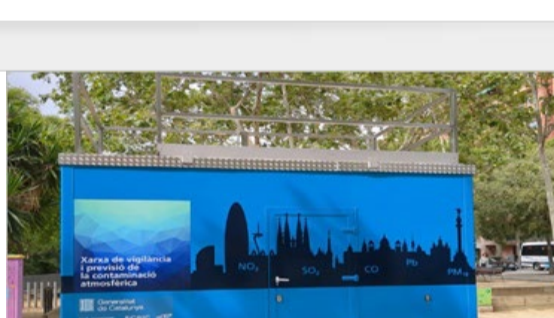 Xarxa de vigilància
i previsió de
la contaminació
atmosfèrica
NO₂
SO₂
CO
Pb
PM₁₀
Generalitat
de Catalunya